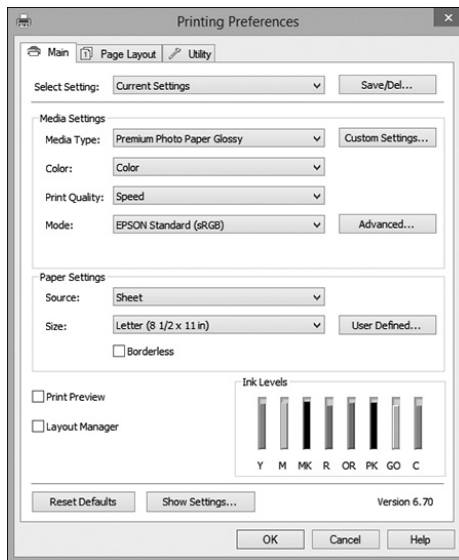 Printing Preferences
Main
1
Page Layout
Utility
Select Setting: Current Settings Save/Del...
Media Settings
Media Type: Premium Photo Paper Glossy Custom Settings...
Color: Color
Print Quality: Speed
Mode: EPSON Standard (sRGB) Advanced...
Paper Settings
Source: Sheet
Size: Letter (8 1/2 x 11 in) User Defined...
Borderless
Print Preview
Layout Manager
Ink Levels
Y M MK R OR PK GO C
Reset Defaults Show Settings... Version 6.70
OK Cancel Help